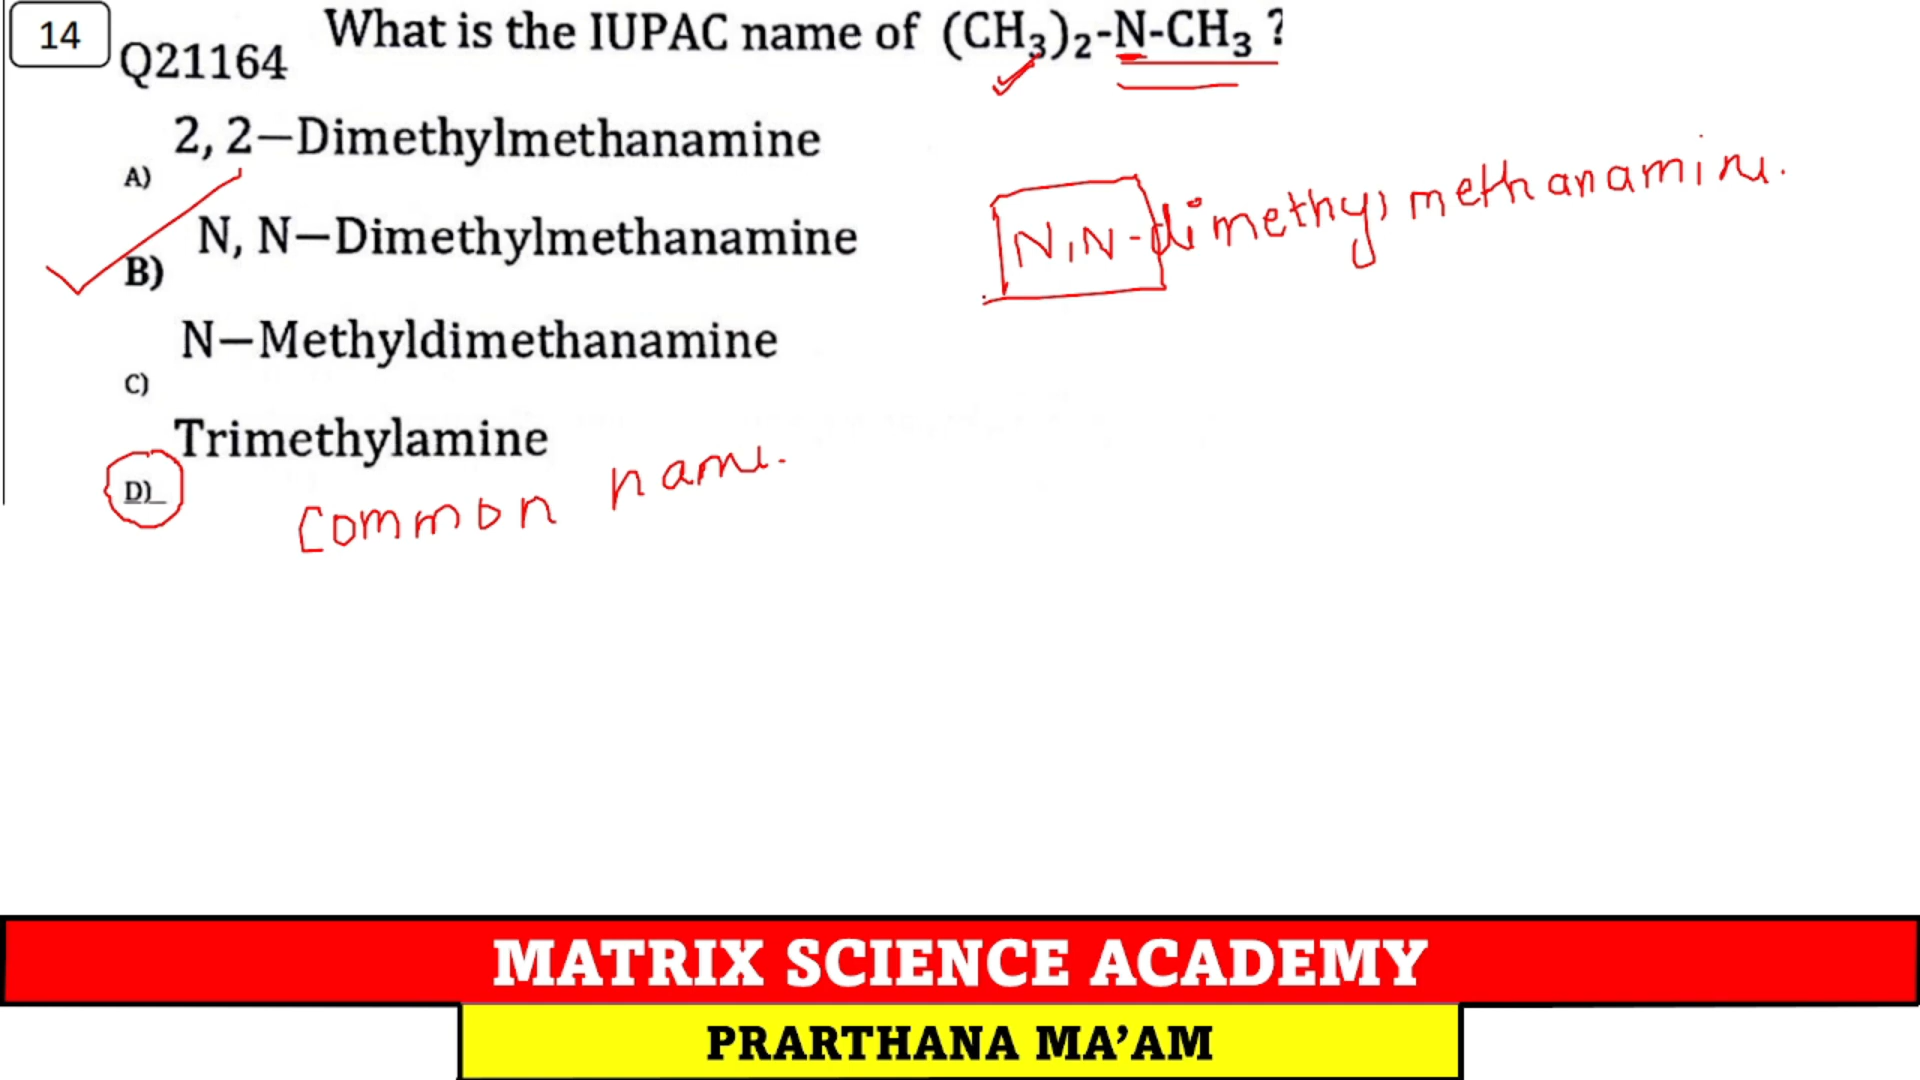 14
Q21164
What is the IUPAC name of (CH₃)₂-N-CH₃ ?
2, 2—Dimethylmethanamine
A)
N, N—Dimethylmethanamine
B)
N,N-dimethyl methanamine.
N—Methyldimethanamine
C)
Trimethylamine
D)
common name.
MATRIX SCIENCE ACADEMY
PRARTHANA MA’AM